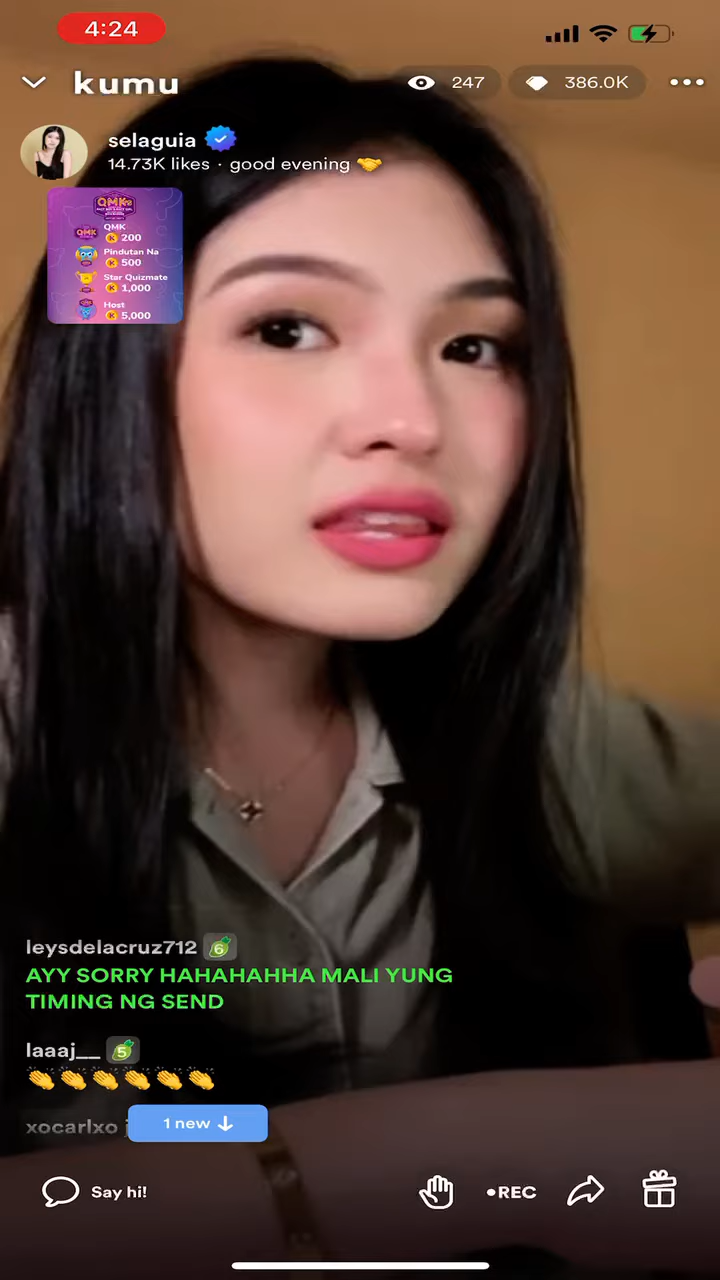 4:24
kumu
247
386.0K
selaguia
14.73K likes · good evening 🤝
QMKs
QMK
K 200
Pindutan Na
K 500
Star Quizmate
K 1,000
Host
K 5,000
leysdelacruz712 6
AYY SORRY HAHAHAHHA MALI YUNG
TIMING NG SEND
laaaj__ 5
👏👏👏👏👏👏
xocarlxo j
1 new ↓
Say hi!
•REC